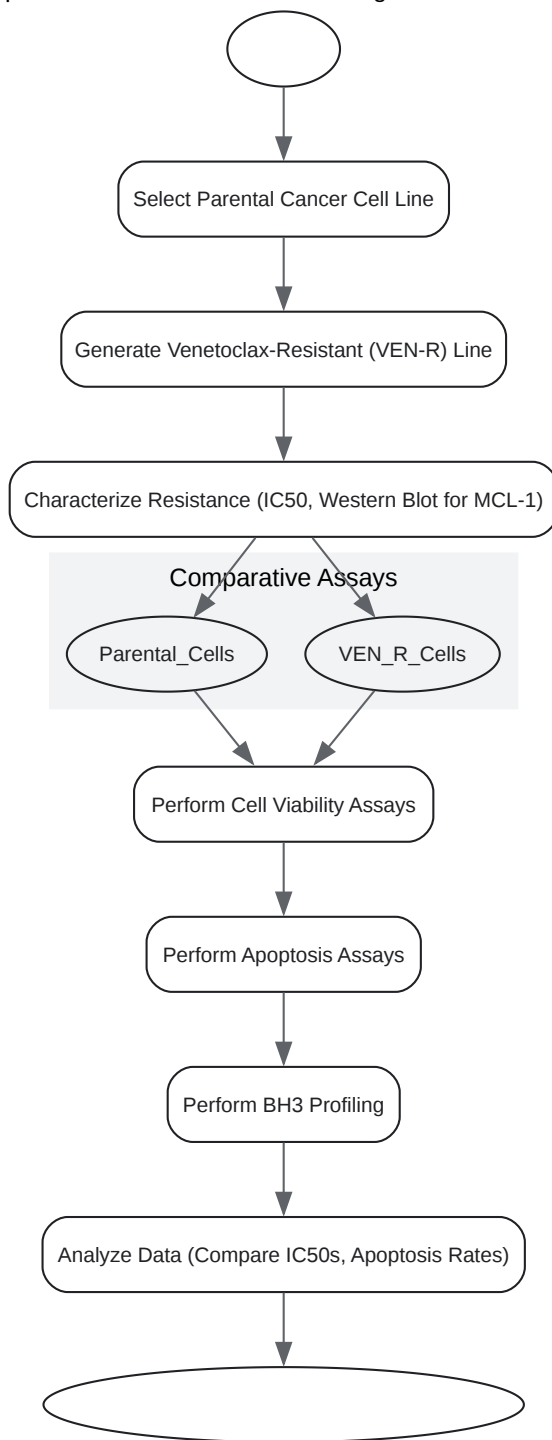 Select Parental Cancer Cell Line
Generate Venetoclax-Resistant (VEN-R) Line
Characterize Resistance (IC50, Western Blot for MCL-1)
Comparative Assays
Parental_Cells
VEN_R_Cells
Perform Cell Viability Assays
Perform Apoptosis Assays
Perform BH3 Profiling
Analyze Data (Compare IC50s, Apoptosis Rates)